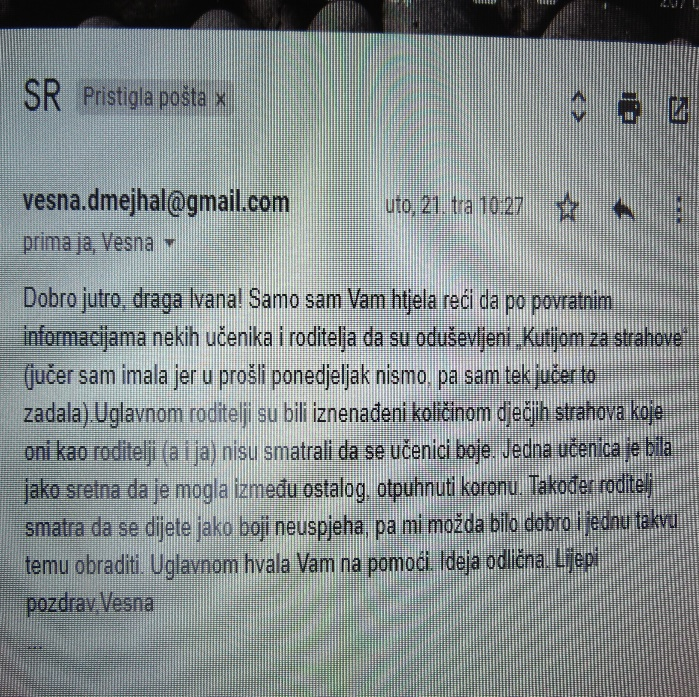 SR Pristigla pošta x
vesna.dmejhal@gmail.com uto, 21. tra 10:27
prima ja, Vesna
Dobro jutro, draga Ivana! Samo sam Vam htjela reći da po povratnim
informacijama nekih učenika i roditelja da su oduševljeni „Kutijom za strahove"
(jučer sam imala jer u prošli ponedjeljak nismo, pa sam tek jučer to
zadala).Uglavnom roditelji su bili iznenađeni količinom dječjih strahova koje
oni kao roditelji (a i ja) nisu smatrali da se učenici boje. Jedna učenica je bila
jako sretna da je mogla između ostalog, otpuhnuti koronu. Također roditelj
smatra da se dijete jako boji neuspjeha, pa mi možda bilo dobro i jednu takvu
temu obraditi. Uglavnom hvala Vam na pomoći. Ideja odlična. Lijepi
pozdrav,Vesna
...